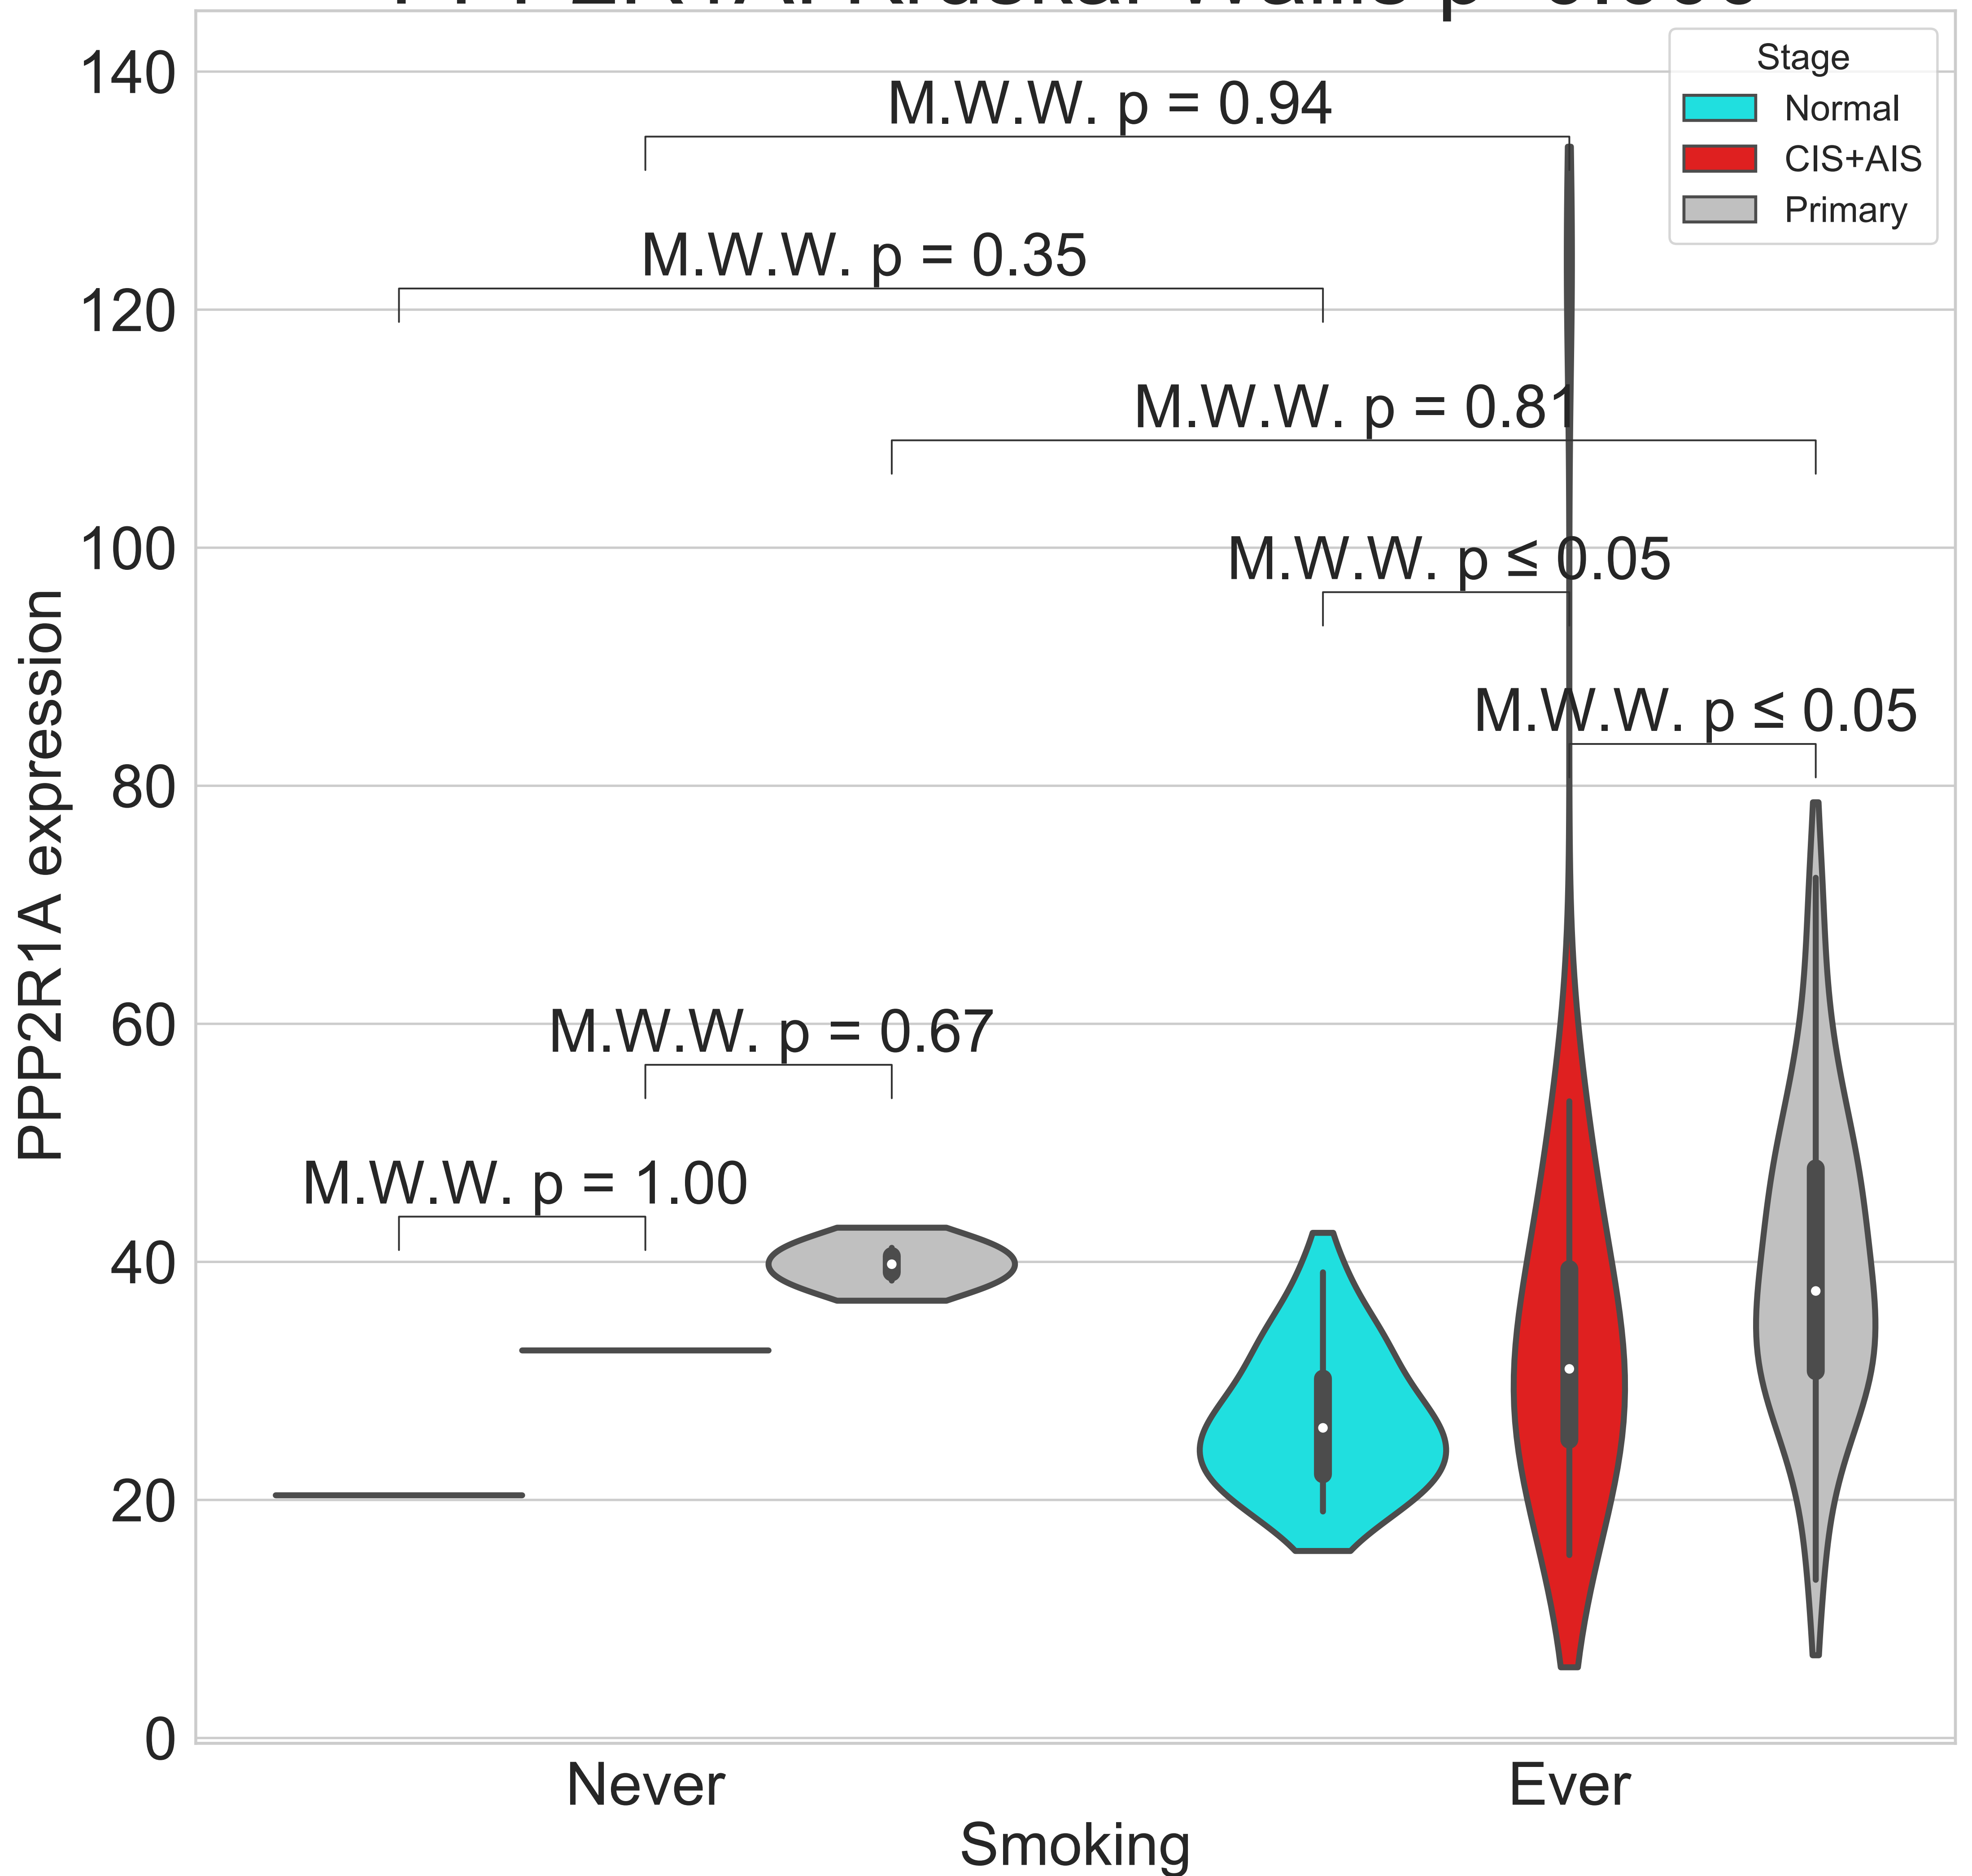 Stage
Normal
CIS+AIS
Primary
M.W.W. p = 0.94
M.W.W. p = 0.35
M.W.W. p = 0.81
M.W.W. p ≤ 0.05
M.W.W. p ≤ 0.05
M.W.W. p = 0.67
M.W.W. p = 1.00
140
120
100
80
60
40
20
0
PPP2R1A expression
Never
Ever
Smoking